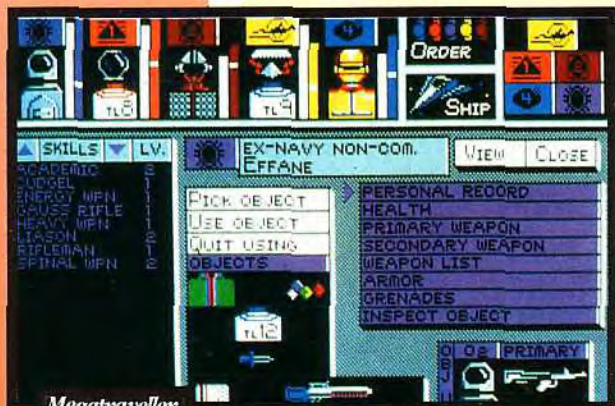 ORDER
SHIP
TL8
TL9
SKILLS LV.
ACADEMIC 2
CUDGEL 1
ENERGY WPN 1
GAUSS RIFLE 1
HEAVY WPN 1
LIASON 2
RIFLEMAN 1
SPINAL WPN 2
EX-NAVY NON-COM.
EFFANE
VIEW CLOSE
PICK OBJECT
USE OBJECT
QUIT USING
OBJECTS
TL12
PERSONAL RECORD
HEALTH
PRIMARY WEAPON
SECONDARY WEAPON
WEAPON LIST
ARMOR
GRENADES
INSPECT OBJECT
PRIMARY
Megatraveller